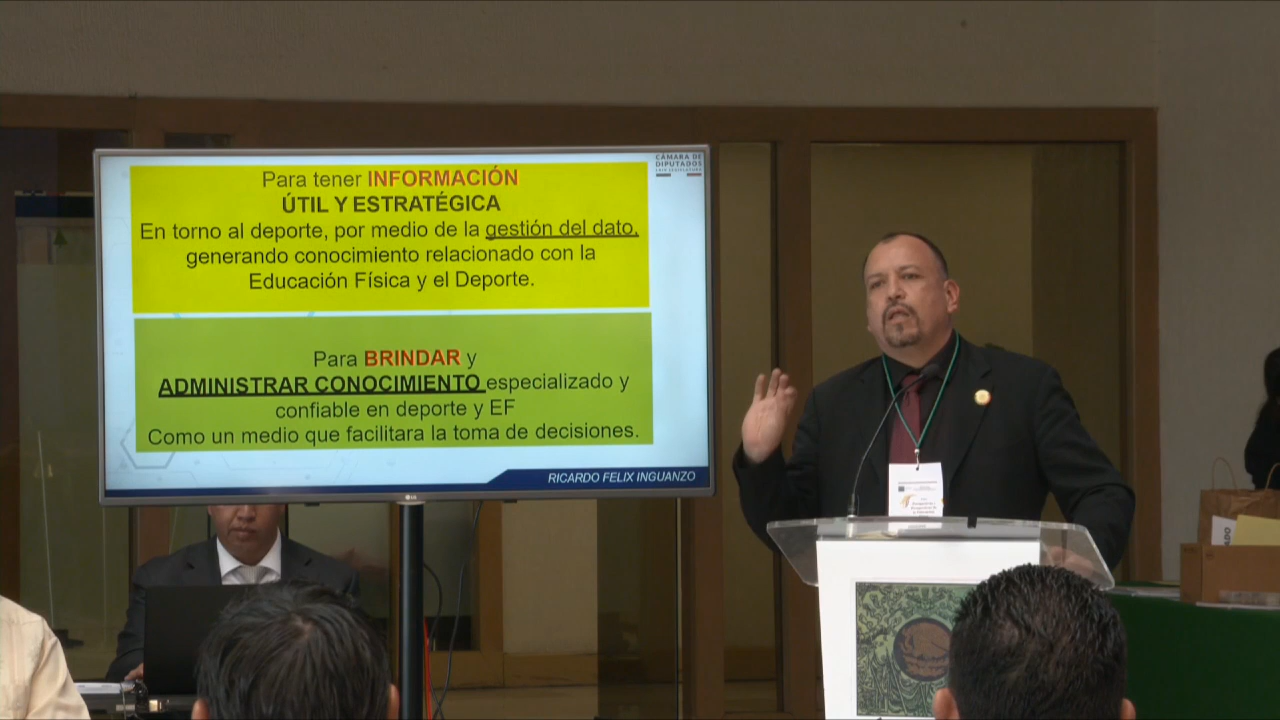 CÁMARA DE
DIPUTADOS
LXIV LEGISLATURA
Para tener INFORMACIÓN
ÚTIL Y ESTRATÉGICA
En torno al deporte, por medio de la gestión del dato,
generando conocimiento relacionado con la
Educación Física y el Deporte.
Para BRINDAR y
ADMINISTRAR CONOCIMIENTO especializado y
confiable en deporte y EF
Como un medio que facilitara la toma de decisiones.
RICARDO FELIX INGUANZO
LG